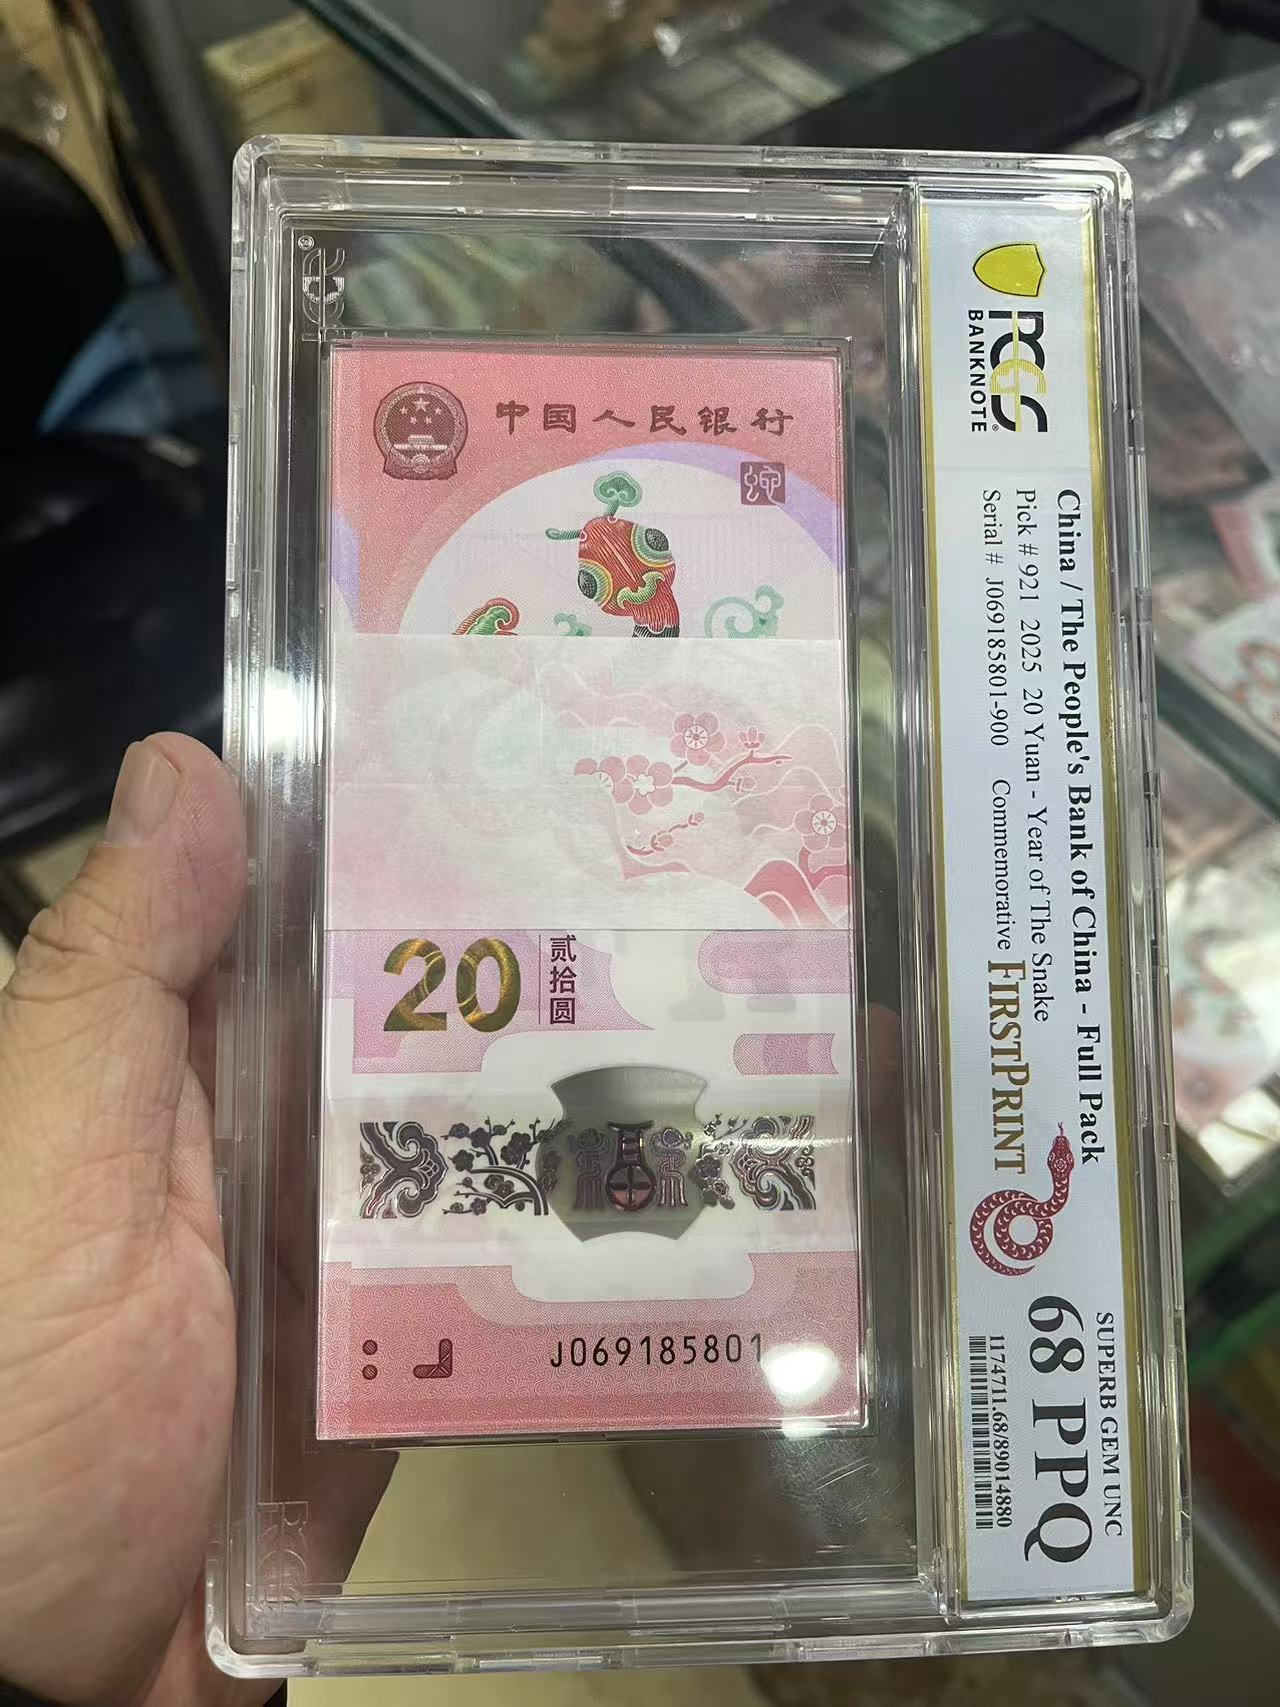 中国人民银行
蛇
20
贰拾圆
J069185801
PCGS
BANKNOTE
China / The People's Bank of China - Full Pack
Pick # 921 2025 20 Yuan - Year of The Snake
Serial # J069185801-900 Commemorative FIRSTPRINT
SUPERB GEM UNC
68 PPQ
1174711.68/89014880